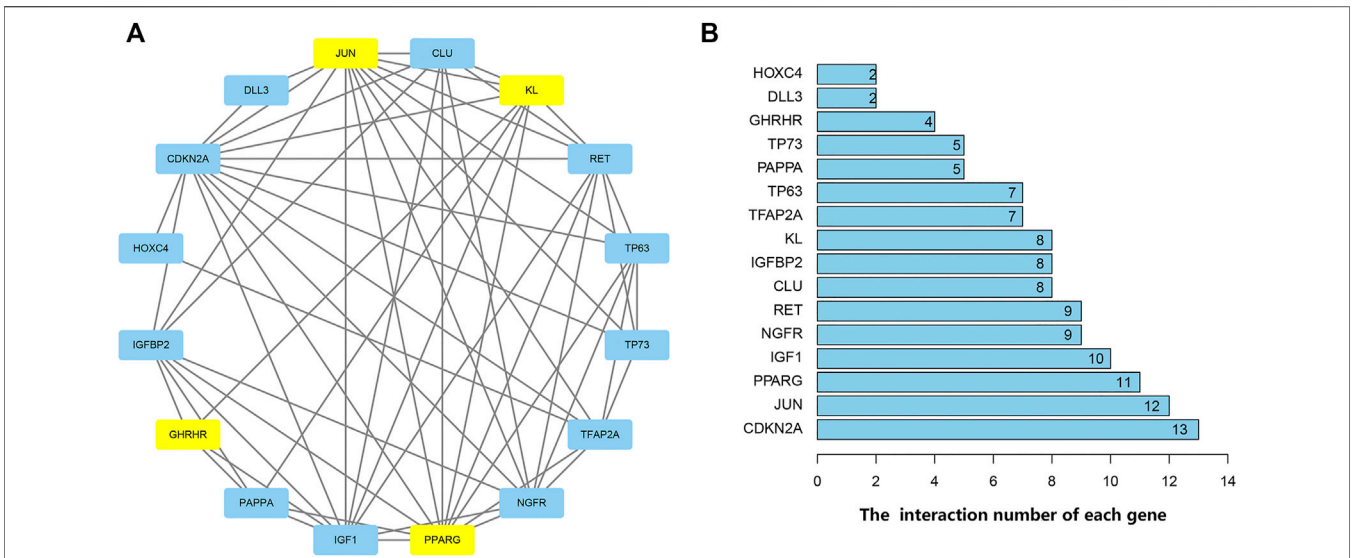 A
JUN
CLU
DLL3
KL
CDKN2A
RET
HOXC4
TP63
IGFBP2
TP73
GHRHR
TFAP2A
PAPPA
NGFR
IGF1
PPARG
B
HOXC4 2
DLL3 2
GHRHR 4
TP73 5
PAPPA 5
TP63 7
TFAP2A 7
KL 8
IGFBP2 8
CLU 8
RET 9
NGFR 9
IGF1 10
PPARG 11
JUN 12
CDKN2A 13
0 2 4 6 8 10 12 14
The interaction number of each gene